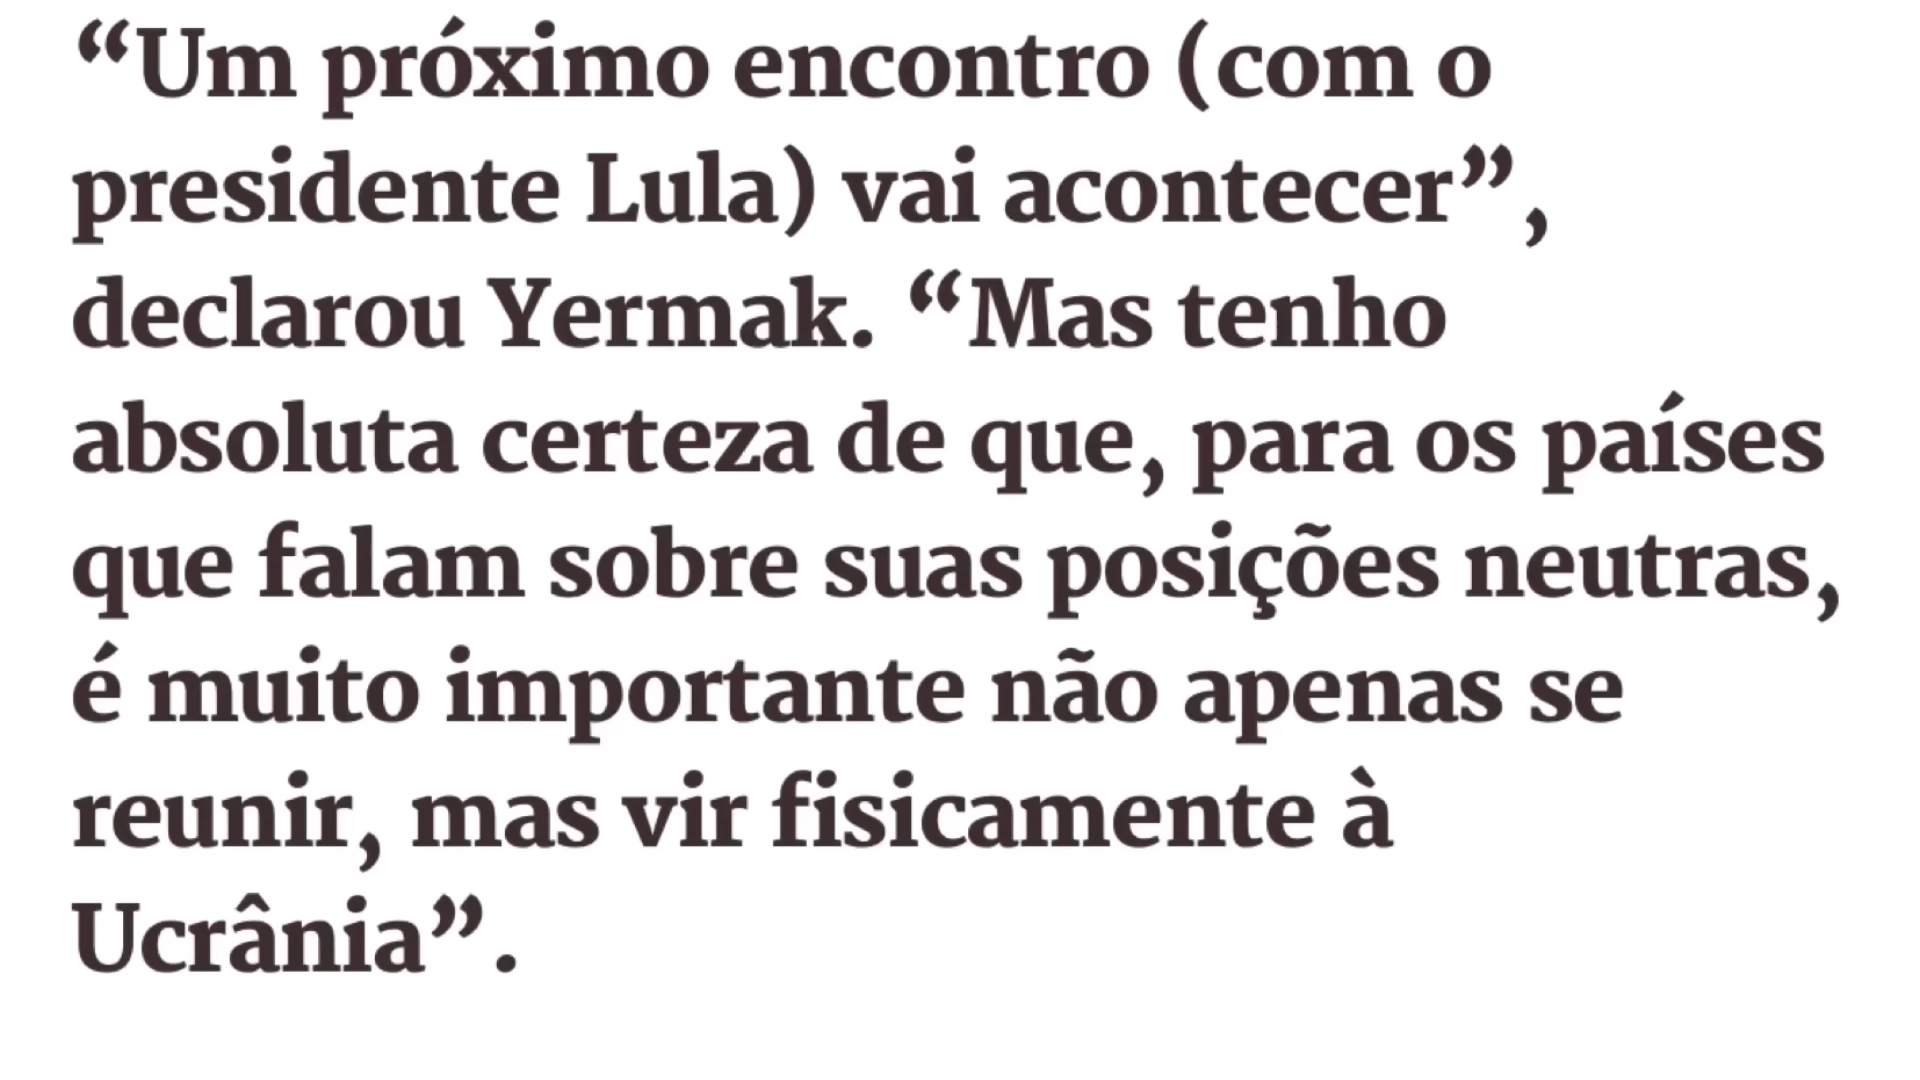 “Um próximo encontro (com o
presidente Lula) vai acontecer”,
declarou Yermak. “Mas tenho
absoluta certeza de que, para os países
que falam sobre suas posições neutras,
é muito importante não apenas se
reunir, mas vir fisicamente à
Ucrânia”.